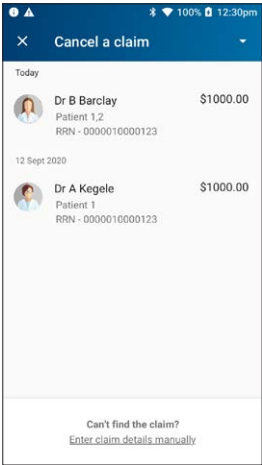 100% 12:30pm
Cancel a claim
Today
Dr B Barclay $1000.00
Patient 1,2
RRN - 0000010000123
12 Sept 2020
Dr A Kegele $1000.00
Patient 1
RRN - 0000010000123
Can't find the claim?
Enter claim details manually